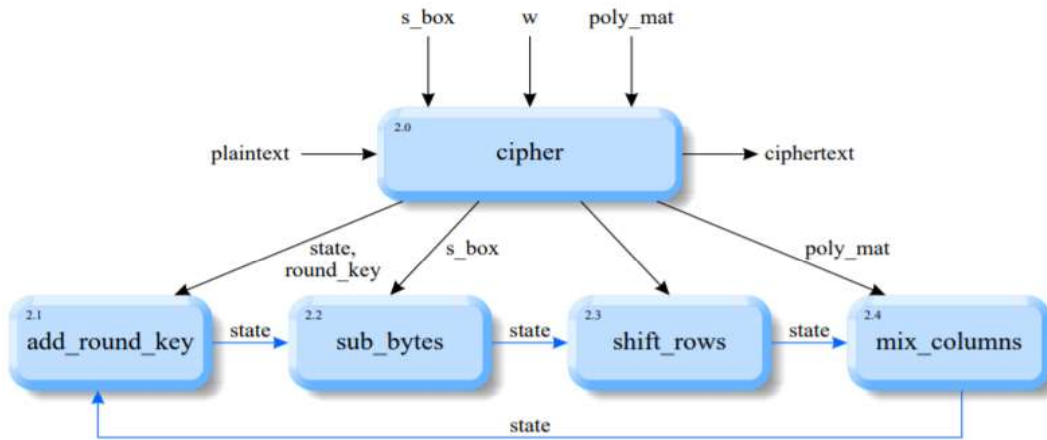 s_box w poly_mat
2.0
plaintext cipher ciphertext
state,
round_key
s_box
poly_mat
2.1 2.2 2.3 2.4
add_round_key state sub_bytes state shift_rows state mix_columns
state